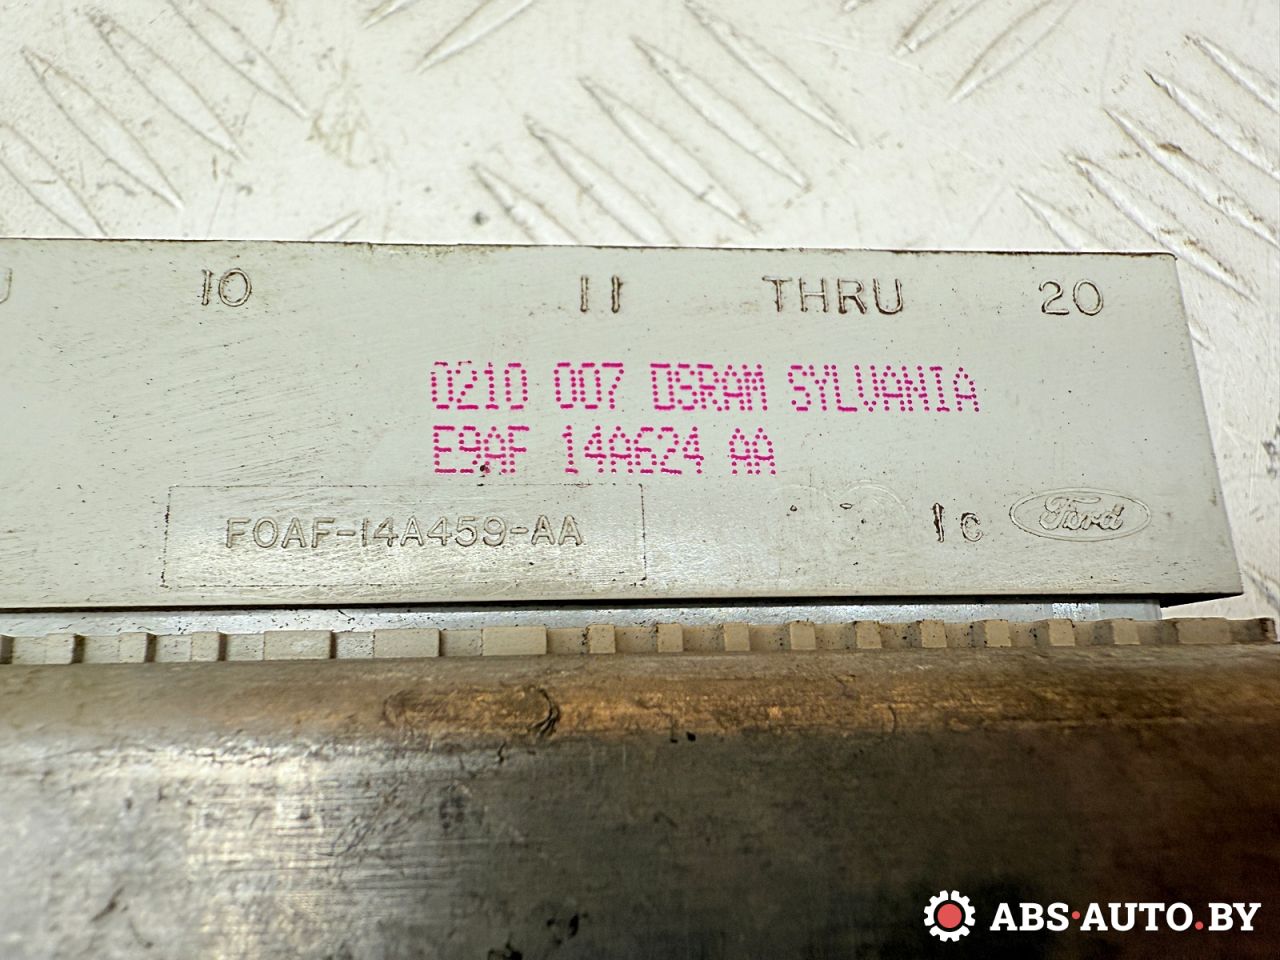 U 10 11 THRU 20
0210 007 OSRAM SYLVANIA
E9AF 14A624 AA
F0AF-14A459-AA 1C Ford
ABS·AUTO.BY